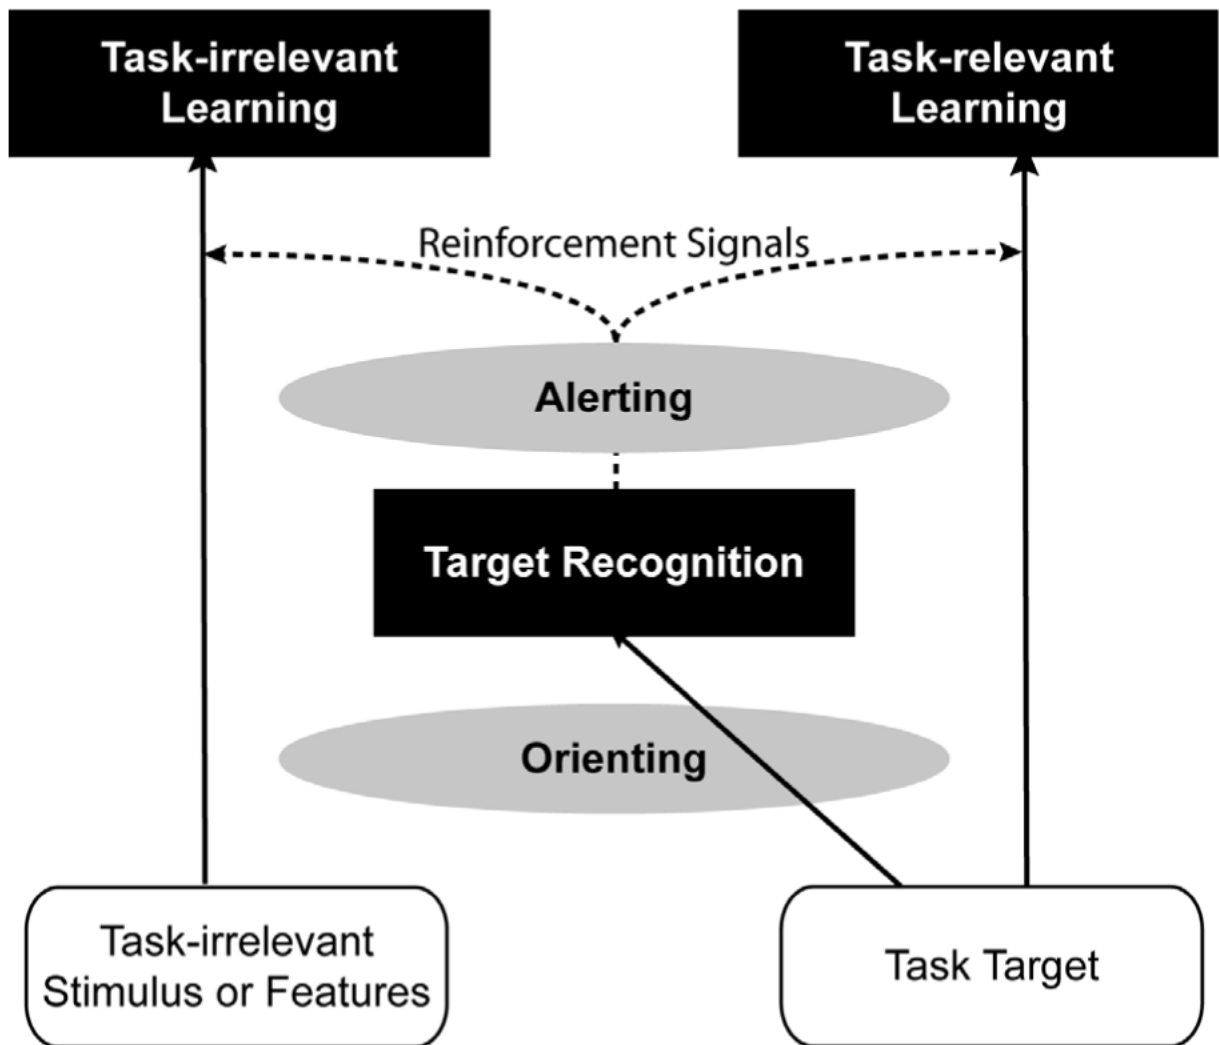 Task-irrelevant
Learning
Task-relevant
Learning
Reinforcement Signals
Alerting
Target Recognition
Orienting
Task-irrelevant
Stimulus or Features
Task Target